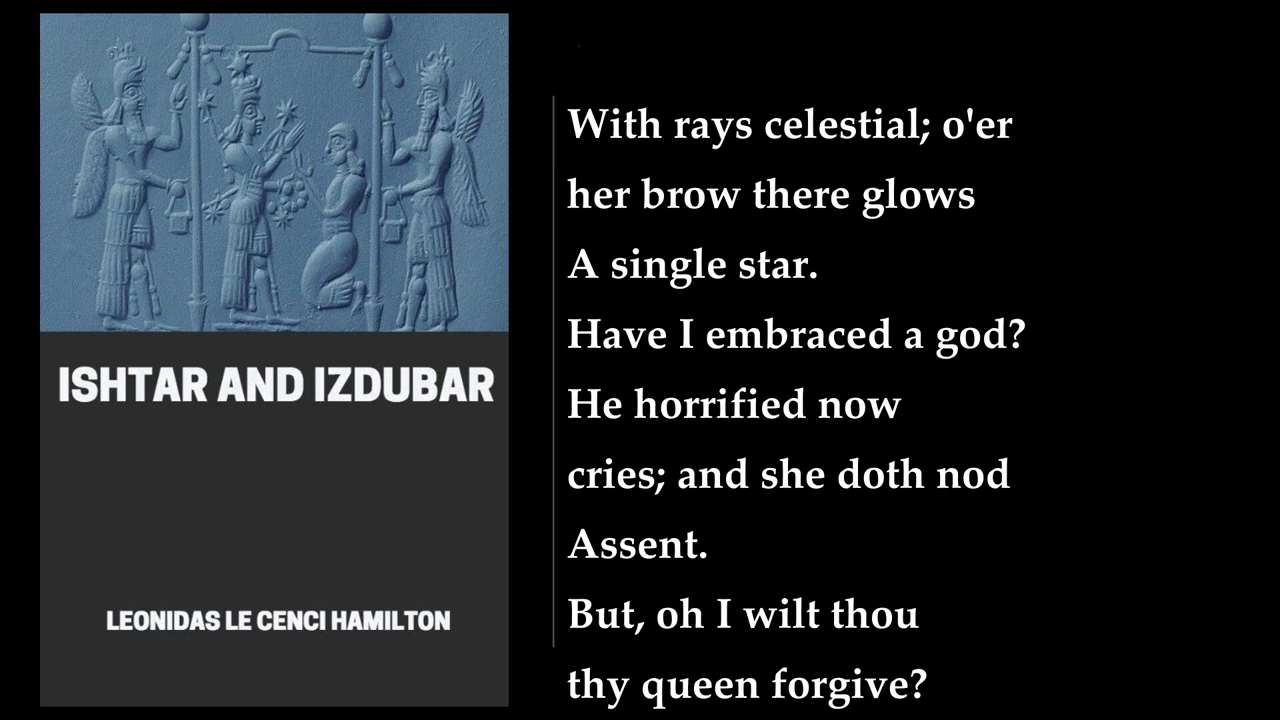 ISHTAR AND IZDUBAR
LEONIDAS LE CENCI HAMILTON
With rays celestial; o'er
her brow there glows
A single star.
Have I embraced a god?
He horrified now
cries; and she doth nod
Assent.
But, oh I wilt thou
thy queen forgive?